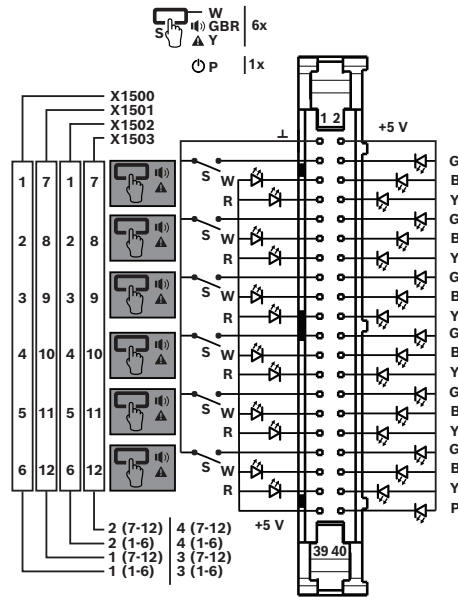 W
S GBR 6x
Y
P 1x
X1500
X1501
X1502
X1503
1 2
⊥ +5 V
1 7 1 7
S G
W B
R Y
2 8 2 8
S G
W B
R Y
3 9 3 9
S G
W B
R Y
4 10 4 10
S G
W B
R Y
5 11 5 11
S G
W B
R Y
6 12 6 12
S G
W B
R Y
P
+5 V
2 (7-12) 4 (7-12)
2 (1-6) 4 (1-6)
1 (7-12) 3 (7-12)
1 (1-6) 3 (1-6)
39 40